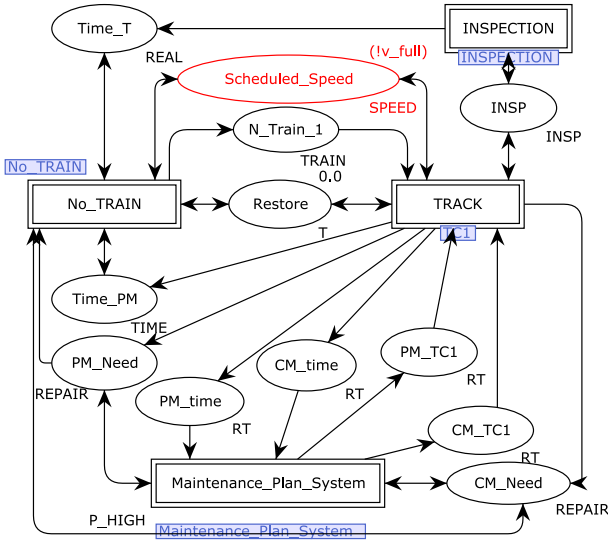 Time_T
INSPECTION
INSPECTION
REAL
(!v_full)
Scheduled_Speed
SPEED
INSP
INSP
N_Train_1
TRAIN
0.0
No_TRAIN
No_TRAIN
Restore
TRACK
TC1
T
Time_PM
TIME
PM_Need
REPAIR
PM_time
RT
CM_time
RT
PM_TC1
RT
CM_TC1
RT
Maintenance_Plan_System
CM_Need
REPAIR
P_HIGH
Maintenance_Plan_System